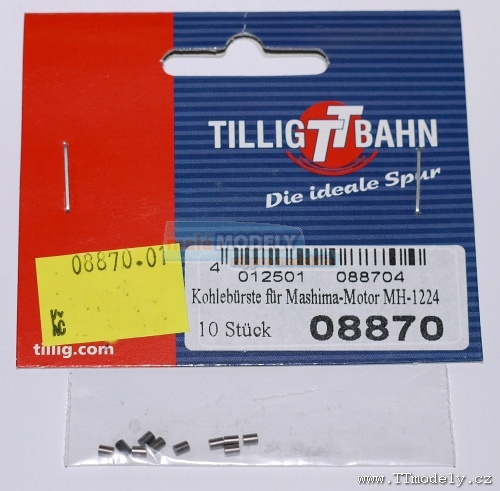 TILLIG TT BAHN
Die ideale Spur
MODELY
08870.01
Kč
4 012501 088704
Kohlebürste für Mashima-Motor MH-1224
10 Stück 08870
tillig.com
www.TTmodely.cz